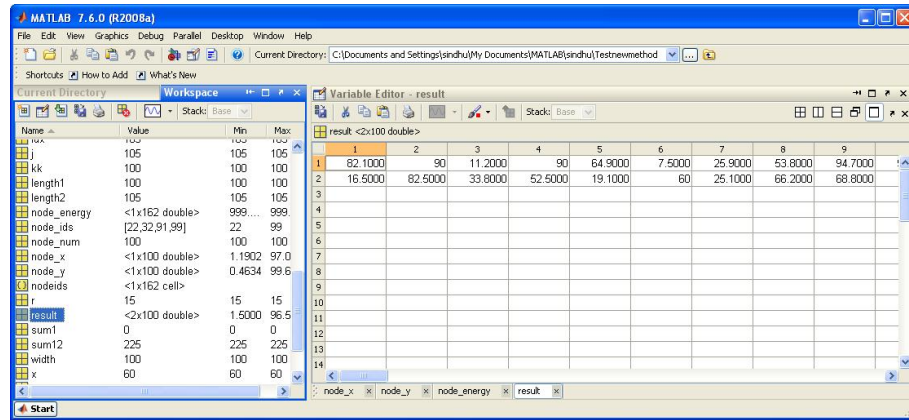 MATLAB 7.6.0 (R2008a)
File Edit View Graphics Debug Parallel Desktop Window Help
Current Directory: C:\Documents and Settings\sindhu\My Documents\MATLAB\sindhu\Testnewmethod
Shortcuts How to Add What's New
Current Directory Workspace
Stack: Base
Name Value Min Max
j 105 105 105
kk 100 100 100
length1 100 100 100
length2 105 105 105
node_energy <1x162 double> 999.... 999.
node_ids [22,32,91,99] 22 99
node_num 100 100 100
node_x <1x100 double> 1.1902 97.0
node_y <1x100 double> 0.4634 99.6
nodeids <1x162 cell>
r 15 15 15
result <2x100 double> 1.5000 96.5
sum1 0 0 0
sum12 225 225 225
width 100 100 100
x 60 60 60
Variable Editor - result
Stack: Base
result <2x100 double>
1 2 3 4 5 6 7 8 9
1 82.1000 90 11.2000 90 64.9000 7.5000 25.9000 53.8000 94.7000
2 16.5000 82.5000 33.8000 52.5000 19.1000 60 25.1000 66.2000 68.8000
3
4
5
6
7
8
9
10
11
12
13
14
node_x node_y node_energy result
Start